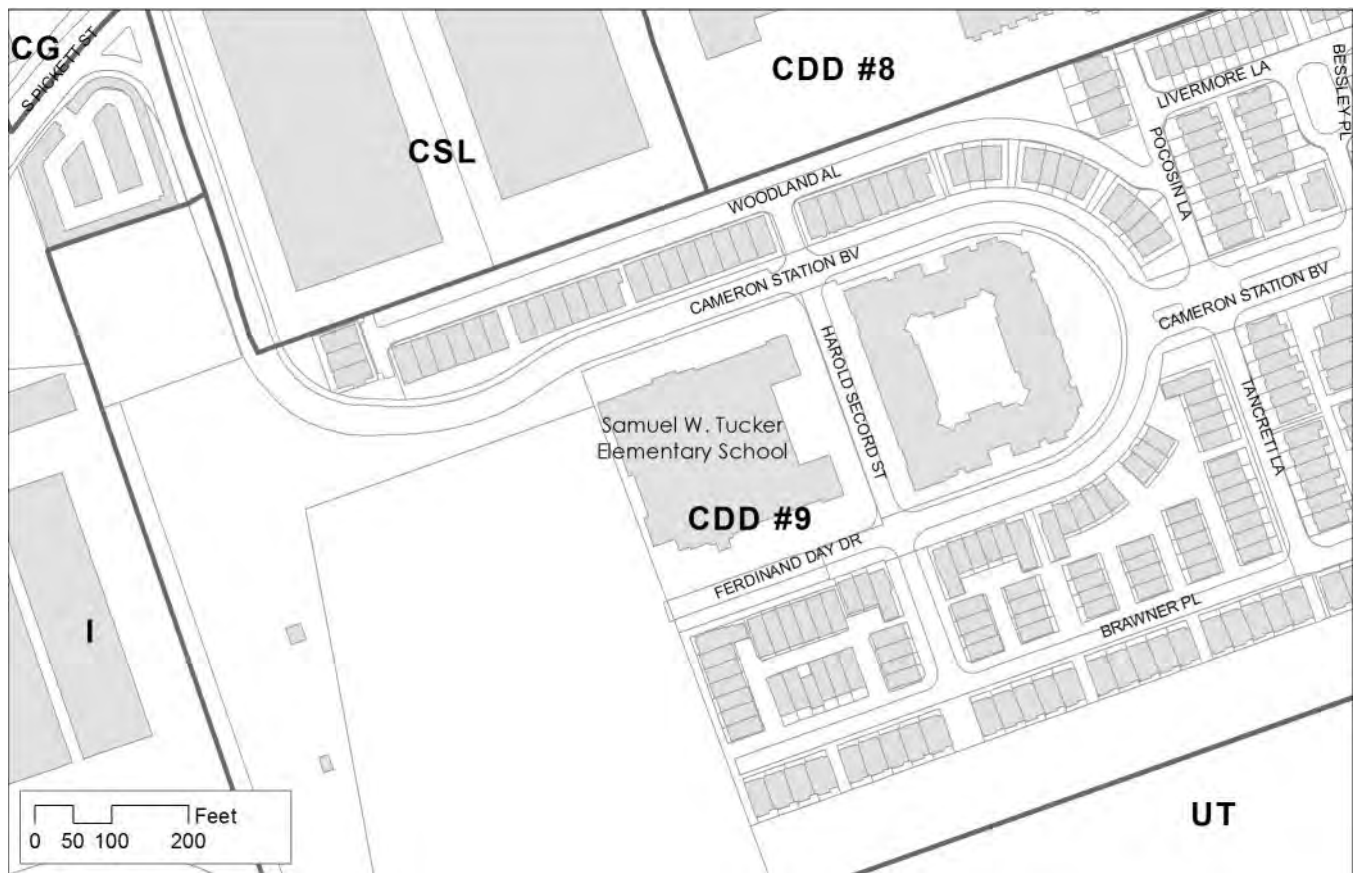 CG
S PICKETT ST
CDD #8
CSL
LIVERMORE LA
BESSLEY PL
POCOSIN LA
WOODLAND AL
CAMERON STATION BV
CAMERON STATION BV
HAROLD SECORD ST
TANCRETI LA
Samuel W. Tucker
Elementary School
CDD #9
FERDINAND DAY DR
BRAWNER PL
I
UT
Feet
0 50 100 200